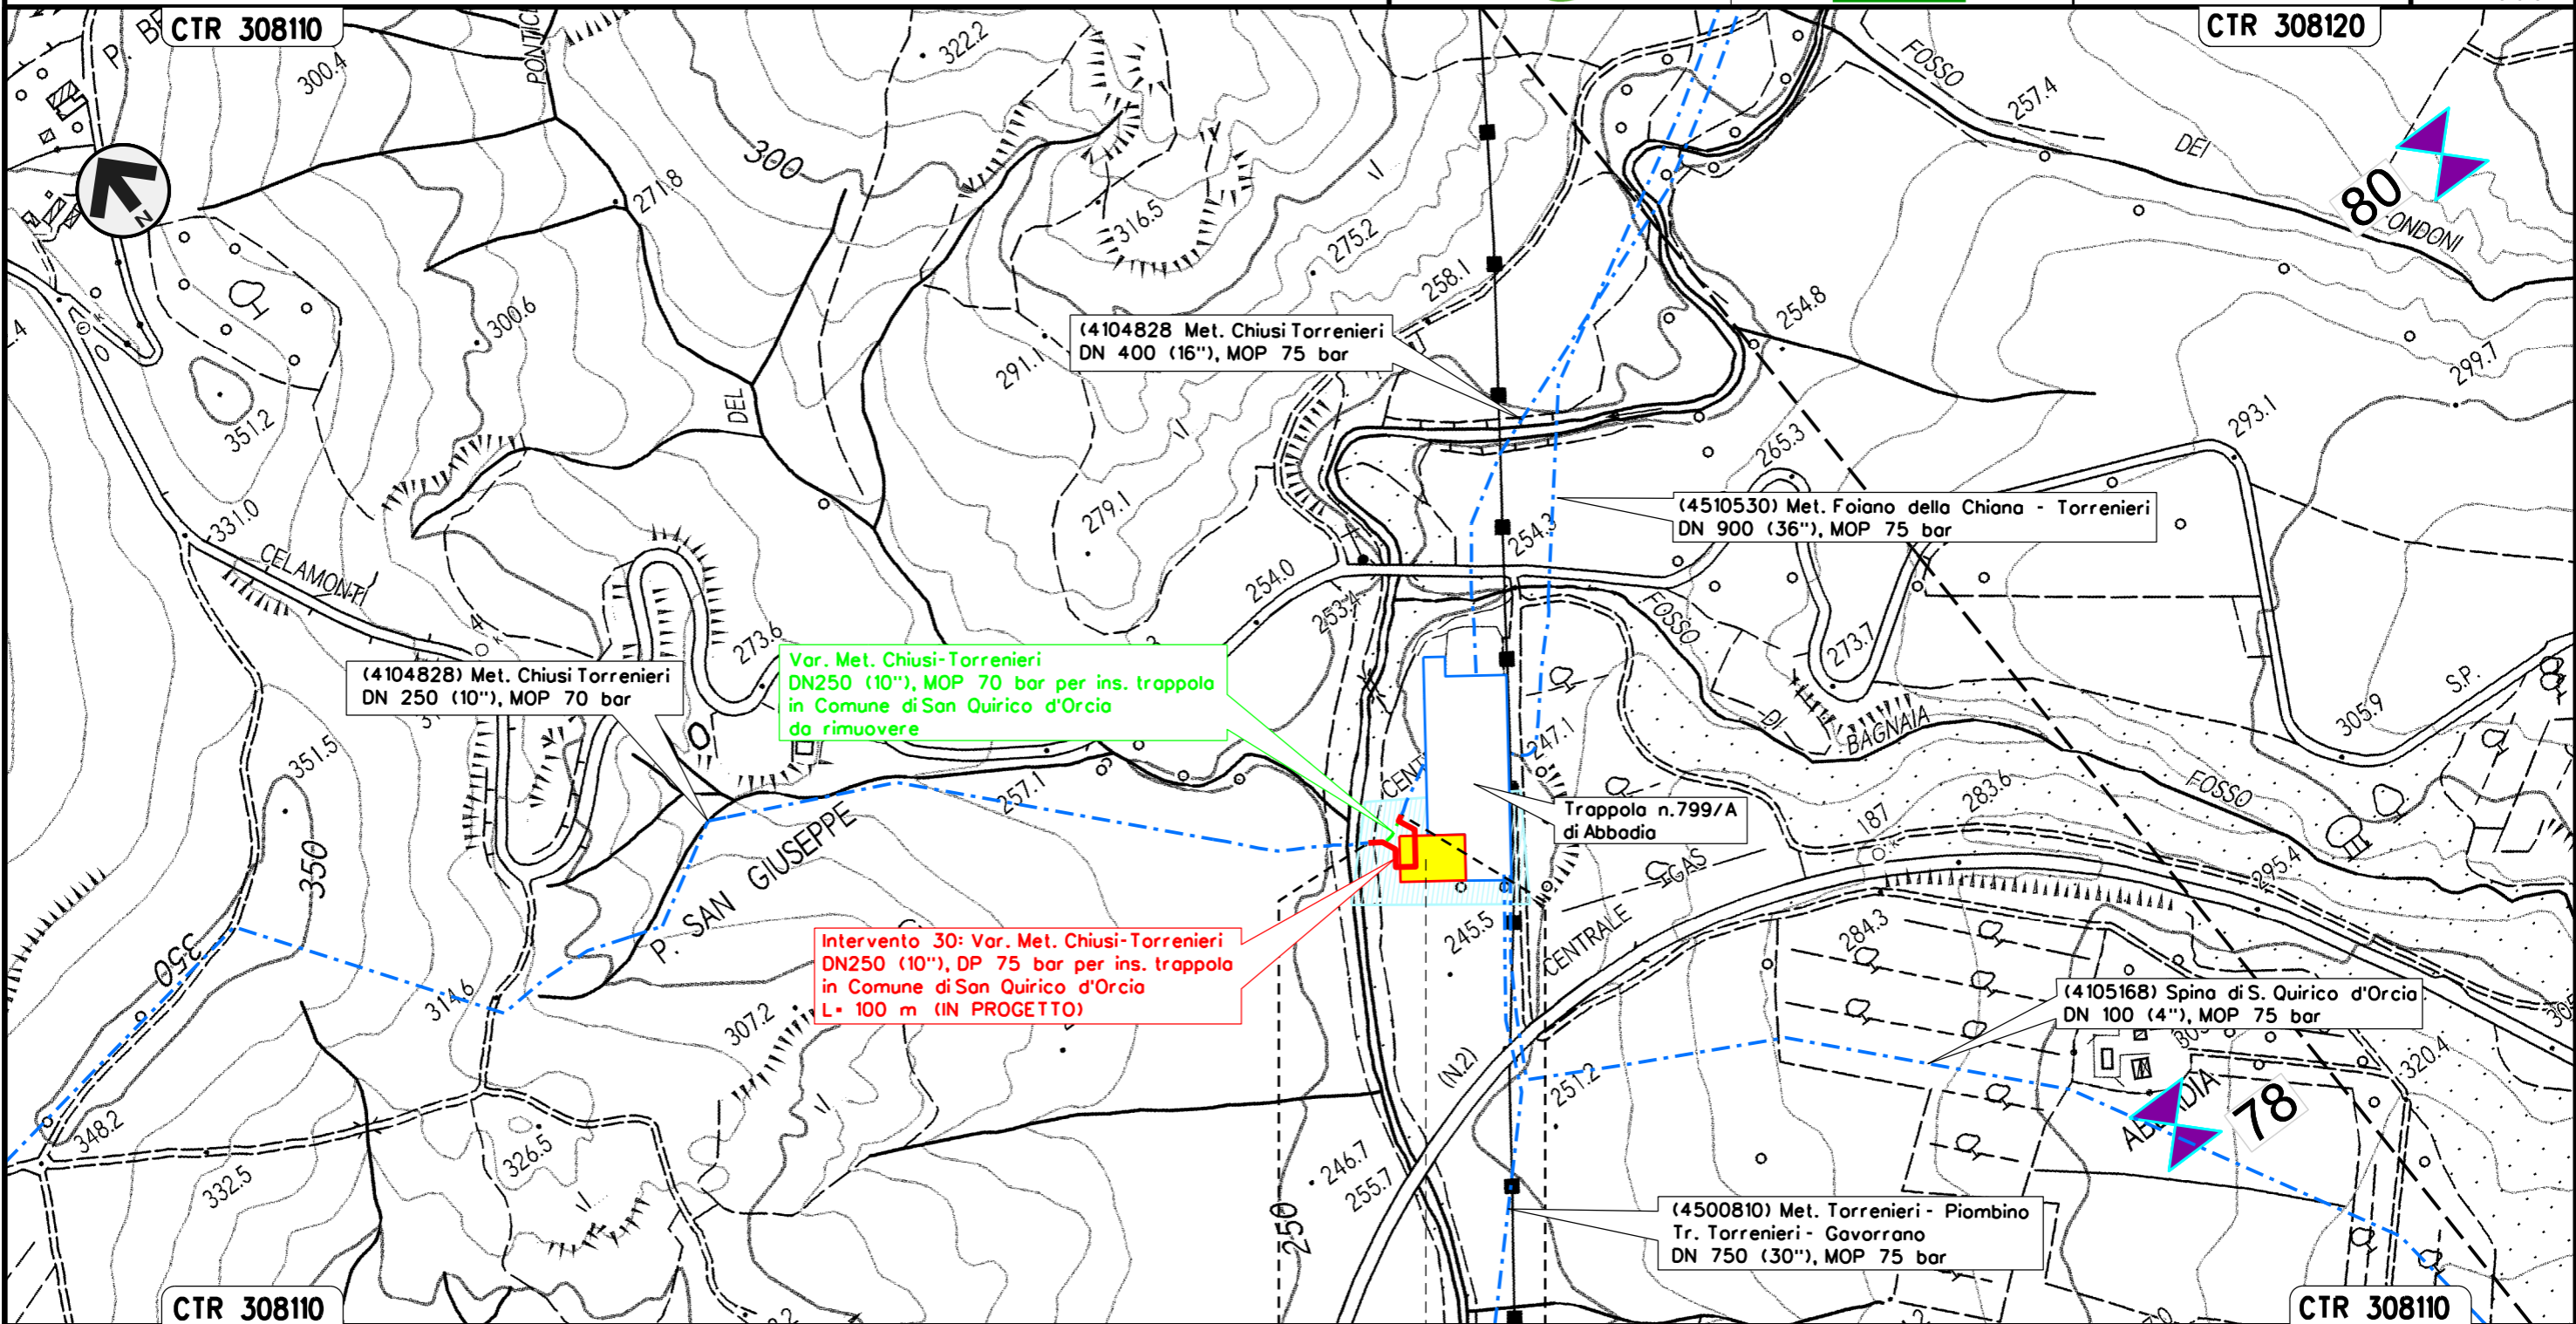 CTR 308110
CTR 308120
PONTICE
322.2
300.4
FOSSO
257.4
DEI
80
ONDONI
N
300
271.8
316.5
275.2
258.1
254.8
299.7
300.6
(4104828 Met. Chiusi Torrenieri
DN 400 (16"), MOP 75 bar
291.1
DEL
351.2
293.1
265.3
279.1
331.0
(4510530) Met. Foiano della Chiana - Torrenieri
DN 900 (36"), MOP 75 bar
254.3
CELAMONTI
254.0
253.4
FOSSO
273.6
273.7
(4104828) Met. Chiusi Torrenieri
DN 250 (10"), MOP 70 bar
Var. Met. Chiusi-Torrenieri
DN250 (10"), MOP 70 bar per ins. trappola
in Comune di San Quirico d'Orcia
da rimuovere
S.P.
305.9
DI
BAGNAIA
247.1
351.5
CENT
257.1
283.6
FOSSO
187
Trappola n.799/A
di Abbadia
350
P. SAN GIUSEPPE
GAS
295.4
350
245.5
CENTRALE
284.3
Intervento 30: Var. Met. Chiusi-Torrenieri
DN250 (10"), DP 75 bar per ins. trappola
in Comune di San Quirico d'Orcia
L= 100 m (IN PROGETTO)
314.6
307.2
(4105168) Spina di S. Quirico d'Orcia
DN 100 (4"), MOP 75 bar
320.4
(N.2)
251.2
348.2
78
326.5
332.5
246.7
255.7
250
(4500810) Met. Torrenieri - Piombino
Tr. Torrenieri - Gavorrano
DN 750 (30"), MOP 75 bar
CTR 308110
CTR 308110